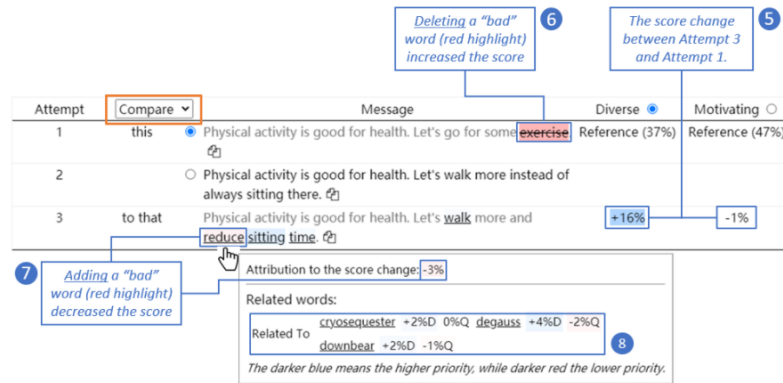 Deleting a "bad"
word (red highlight)
increased the score
6
The score change
between Attempt 3
and Attempt 1.
5
Attempt Compare Message Diverse Motivating
1 this Physical activity is good for health. Let's go for some exercise. Reference (37%) Reference (47%)
2 Physical activity is good for health. Let's walk more instead of
always sitting there.
3 to that Physical activity is good for health. Let's walk more and +16% -1%
reduce sitting time.
7
Adding a "bad"
word (red highlight)
decreased the score
Attribution to the score change: -3%
Related words:
Related To cryosequester +2%D 0%Q degauss +4%D -2%Q
downbear +2%D -1%Q
8
The darker blue means the higher priority, while darker red the lower priority.